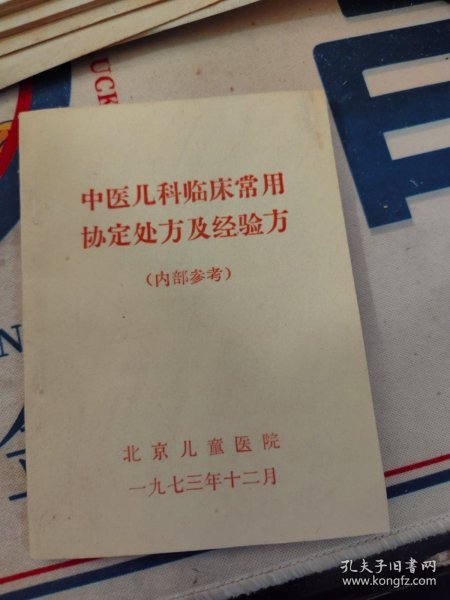 中医儿科临床常用
协定处方及经验方
（内部参考）
北京儿童医院
一九七三年十二月
UCK
N
孔夫子旧书网
www.kongfz.com